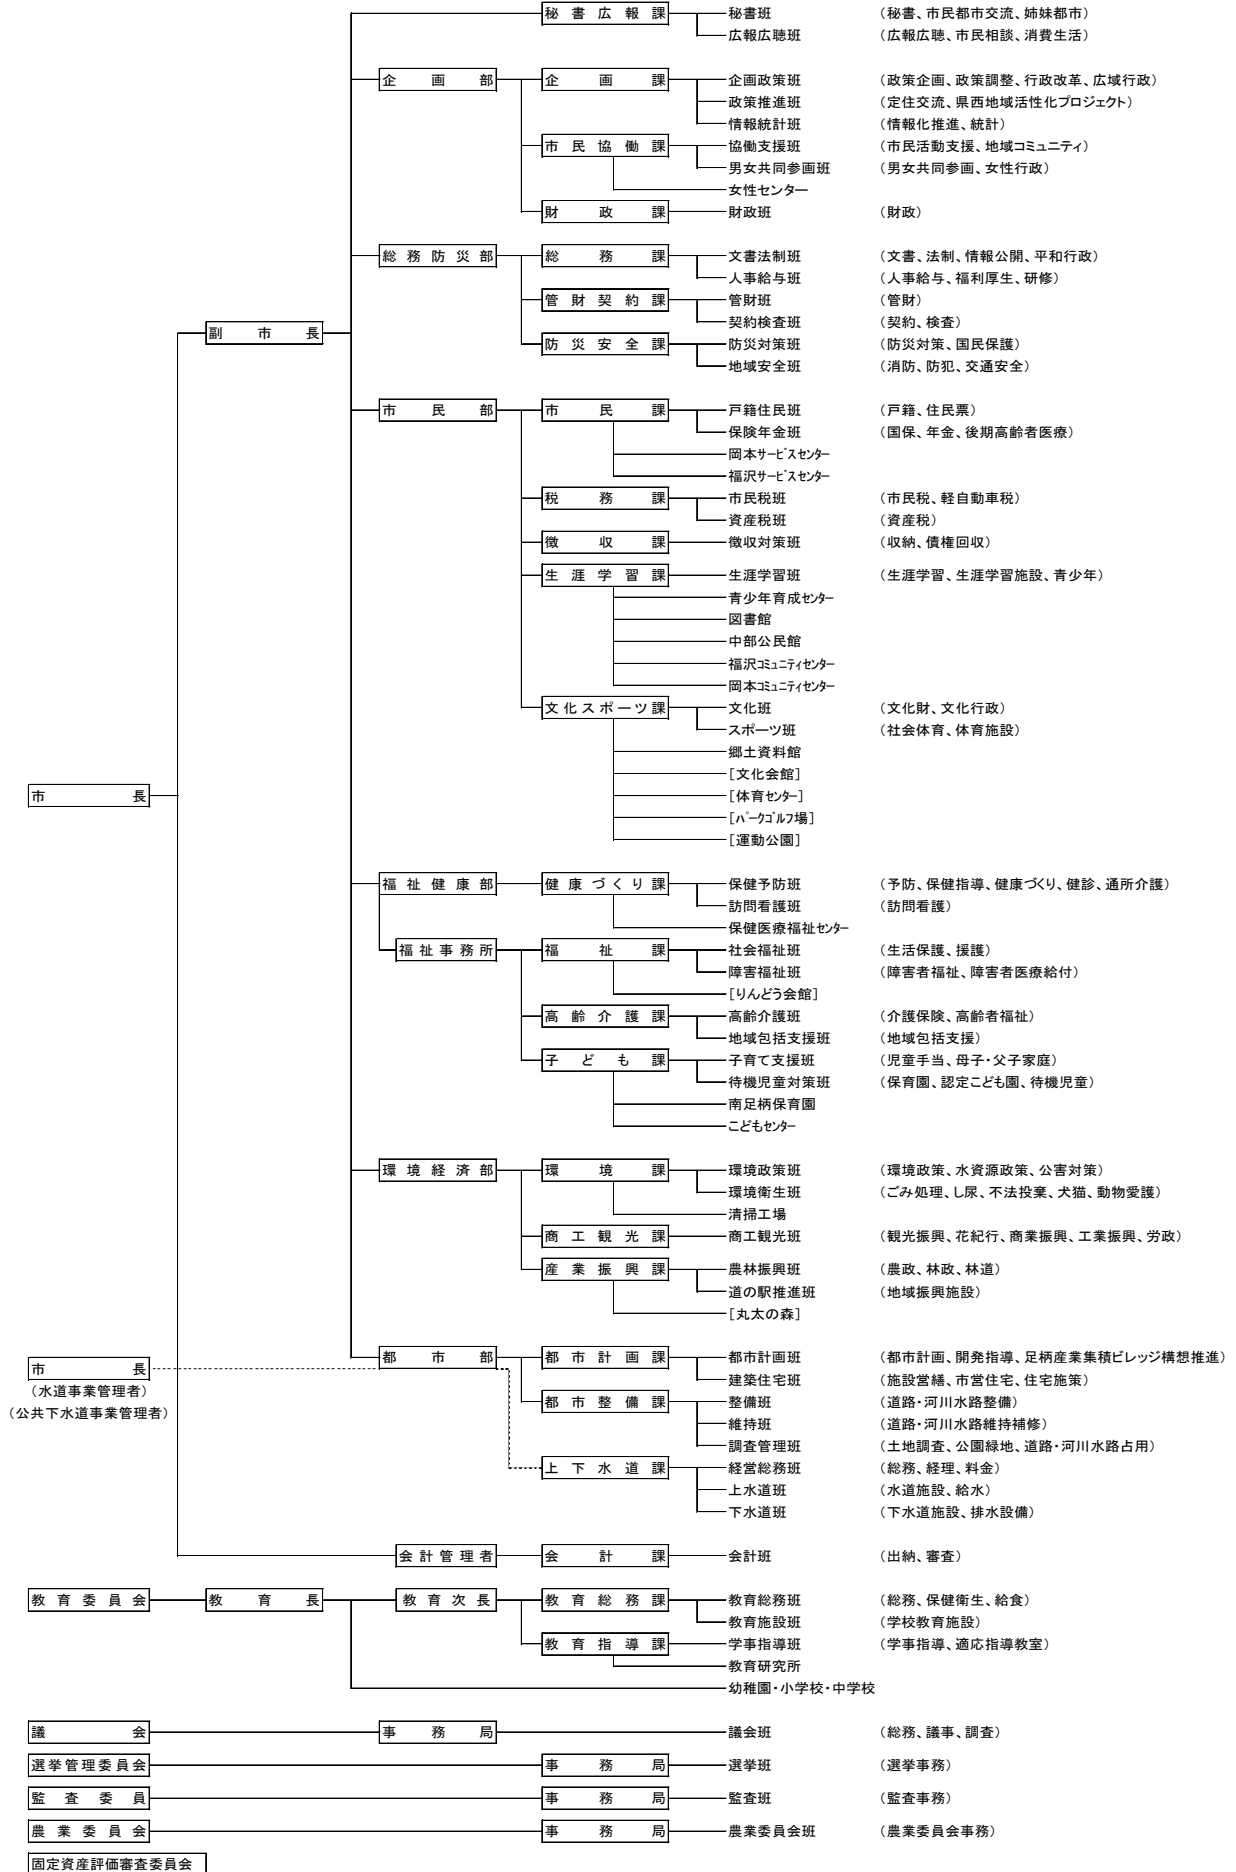 秘書広報課 秘書班 （秘書、市民都市交流、姉妹都市）
広報広聴班 （広報広聴、市民相談、消費生活）
企画部 企画課 企画政策班 （政策企画、政策調整、行政改革、広域行政）
政策推進班 （定住交流、県西地域活性化プロジェクト）
情報統計班 （情報化推進、統計）
市民協働課 協働支援班 （市民活動支援、地域コミュニティ）
男女共同参画班 （男女共同参画、女性行政）
女性センター
財政課 財政班 （財政）
総務防災部 総務課 文書法制班 （文書、法制、情報公開、平和行政）
人事給与班 （人事給与、福利厚生、研修）
管財契約課 管財班 （管財）
契約検査班 （契約、検査）
副市長
防災安全課 防災対策班 （防災対策、国民保護）
地域安全班 （消防、防犯、交通安全）
市民部 市民課 戸籍住民班 （戸籍、住民票）
保険年金班 （国保、年金、後期高齢者医療）
岡本サービスセンター
福沢サービスセンター
税務課 市民税班 （市民税、軽自動車税）
資産税班 （資産税）
徴収課 徴収対策班 （収納、債権回収）
生涯学習課 生涯学習班 （生涯学習、生涯学習施設、青少年）
青少年育成センター
図書館
中部公民館
福沢コミュニティセンター
岡本コミュニティセンター
文化スポーツ課 文化班 （文化財、文化行政）
スポーツ班 （社会体育、体育施設）
郷土資料館
［文化会館］
市長 ［体育センター］
［パークゴルフ場］
［運動公園］
福祉健康部 健康づくり課 保健予防班 （予防、保健指導、健康づくり、健診、通所介護）
訪問看護班 （訪問看護）
保健医療福祉センター
福祉事務所 福祉課 社会福祉班 （生活保護、援護）
障害福祉班 （障害者福祉、障害者医療給付）
［りんどう会館］
高齢介護課 高齢介護班 （介護保険、高齢者福祉）
地域包括支援班 （地域包括支援）
子ども課 子育て支援班 （児童手当、母子・父子家庭）
待機児童対策班 （保育園、認定こども園、待機児童）
南足柄保育園
こどもセンター
環境経済部 環境課 環境政策班 （環境政策、水資源政策、公害対策）
環境衛生班 （ごみ処理、し尿、不法投棄、犬猫、動物愛護）
清掃工場
商工観光課 商工観光班 （観光振興、花紀行、商業振興、工業振興、労政）
産業振興課 農林振興班 （農政、林政、林道）
道の駅推進班 （地域振興施設）
［丸太の森］
都市部 都市計画課 都市計画班 （都市計画、開発指導、足柄産業集積ビレッジ構想推進）
市長
建築住宅班 （施設営繕、市営住宅、住宅施策）
（水道事業管理者）
都市整備課 整備班 （道路・河川水路整備）
（公共下水道事業管理者）
維持班 （道路・河川水路維持補修）
調査管理班 （土地調査、公園緑地、道路・河川水路占用）
上下水道課 経営総務班 （総務、経理、料金）
上水道班 （水道施設、給水）
下水道班 （下水道施設、排水設備）
会計管理者 会計課 会計班 （出納、審査）
教育委員会 教育長 教育次長 教育総務課 教育総務班 （総務、保健衛生、給食）
教育施設班 （学校教育施設）
教育指導課 学事指導班 （学事指導、適応指導教室）
教育研究所
幼稚園・小学校・中学校
議会 事務局 議会班 （総務、議事、調査）
選挙管理委員会 事務局 選挙班 （選挙事務）
監査委員 事務局 監査班 （監査事務）
農業委員会 事務局 農業委員会班 （農業委員会事務）
固定資産評価審査委員会